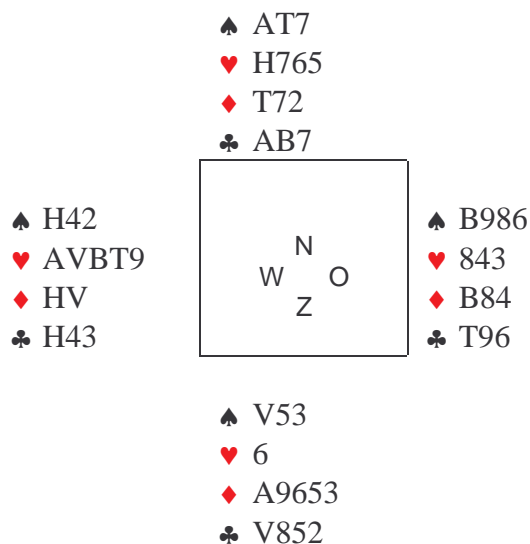 ♠ AT7
♥ H765
♦ T72
♣ AB7
♠ H42
♥ AVBT9
♦ HV
♣ H43
N
W O
Z
♠ B986
♥ 843
♦ B84
♣ T96
♠ V53
♥ 6
♦ A9653
♣ V852